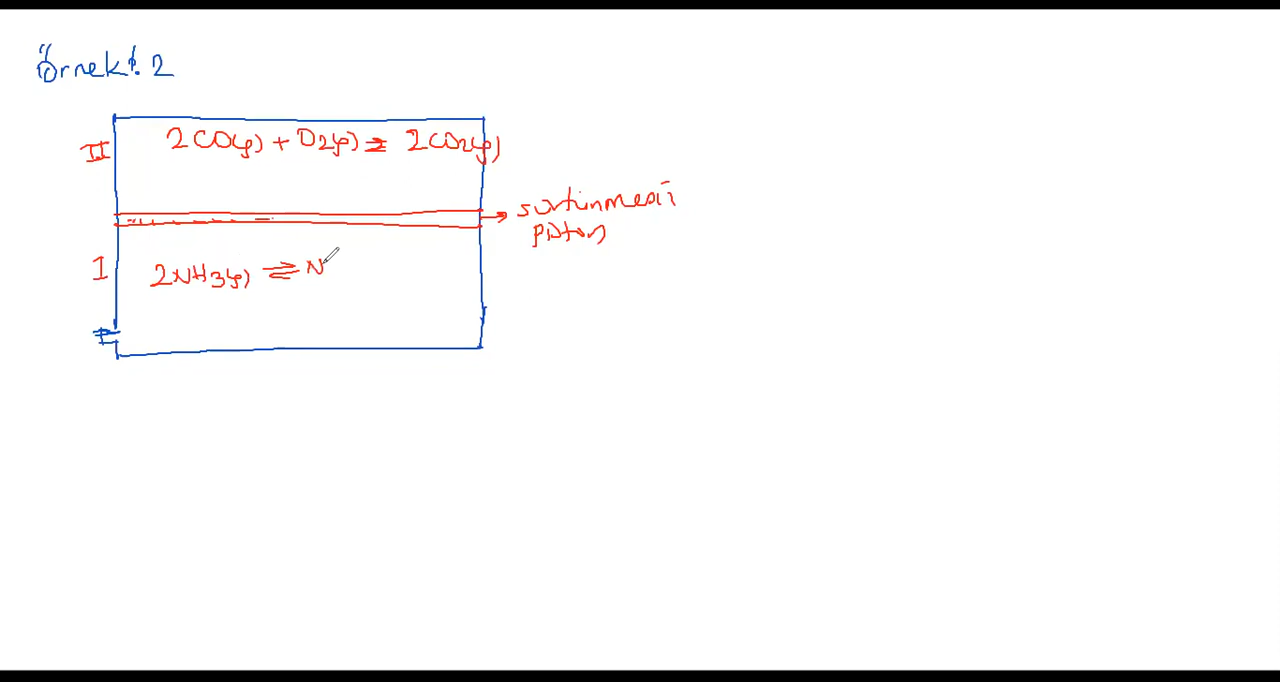 Örnek: 2
II 2CO(g) + O2(g) ⇌ 2CO2(g)
→ sürtünmesiz
piston
I 2NH3(g) ⇌ N